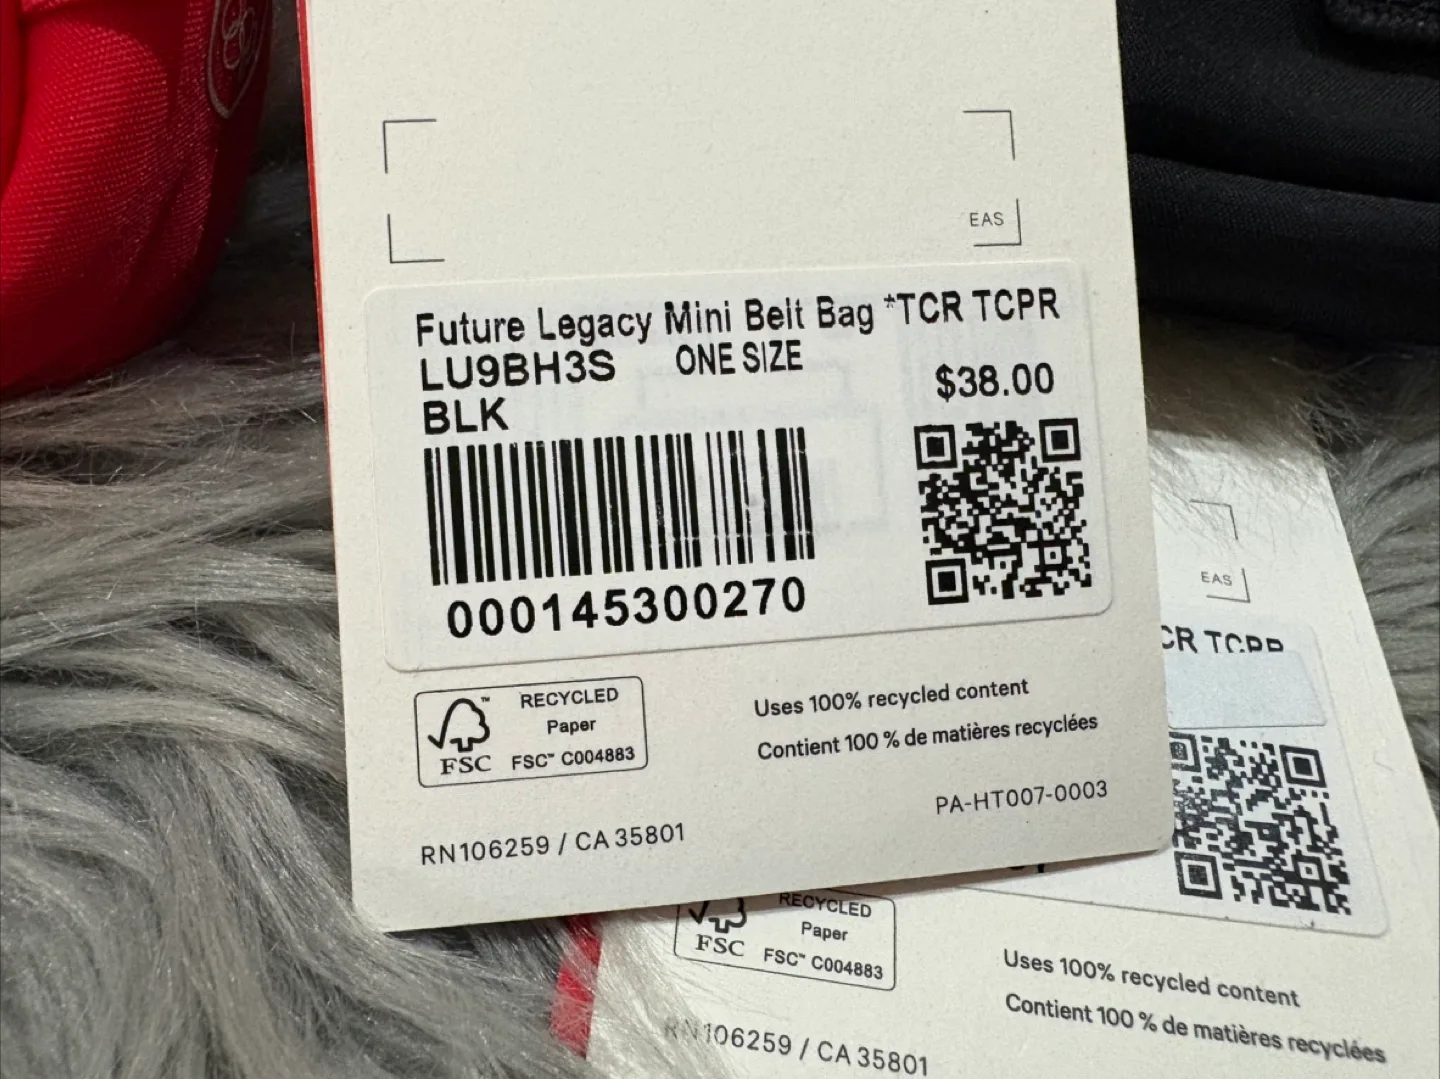 EAS
Future Legacy Mini Belt Bag *TCR TCPR
LU9BH3S ONE SIZE
$38.00
BLK
000145300270
FSC™
RECYCLED
Paper
FSC™ C004883
Uses 100% recycled content
Contient 100 % de matières recyclées
PA-HT007-0003
RN106259 / CA 35801
EAS
CR TCPR
FSC
RECYCLED
Paper
FSC™ C004883
Uses 100% recycled content
Contient 100 % de matières recyclées
RN106259 / CA 35801